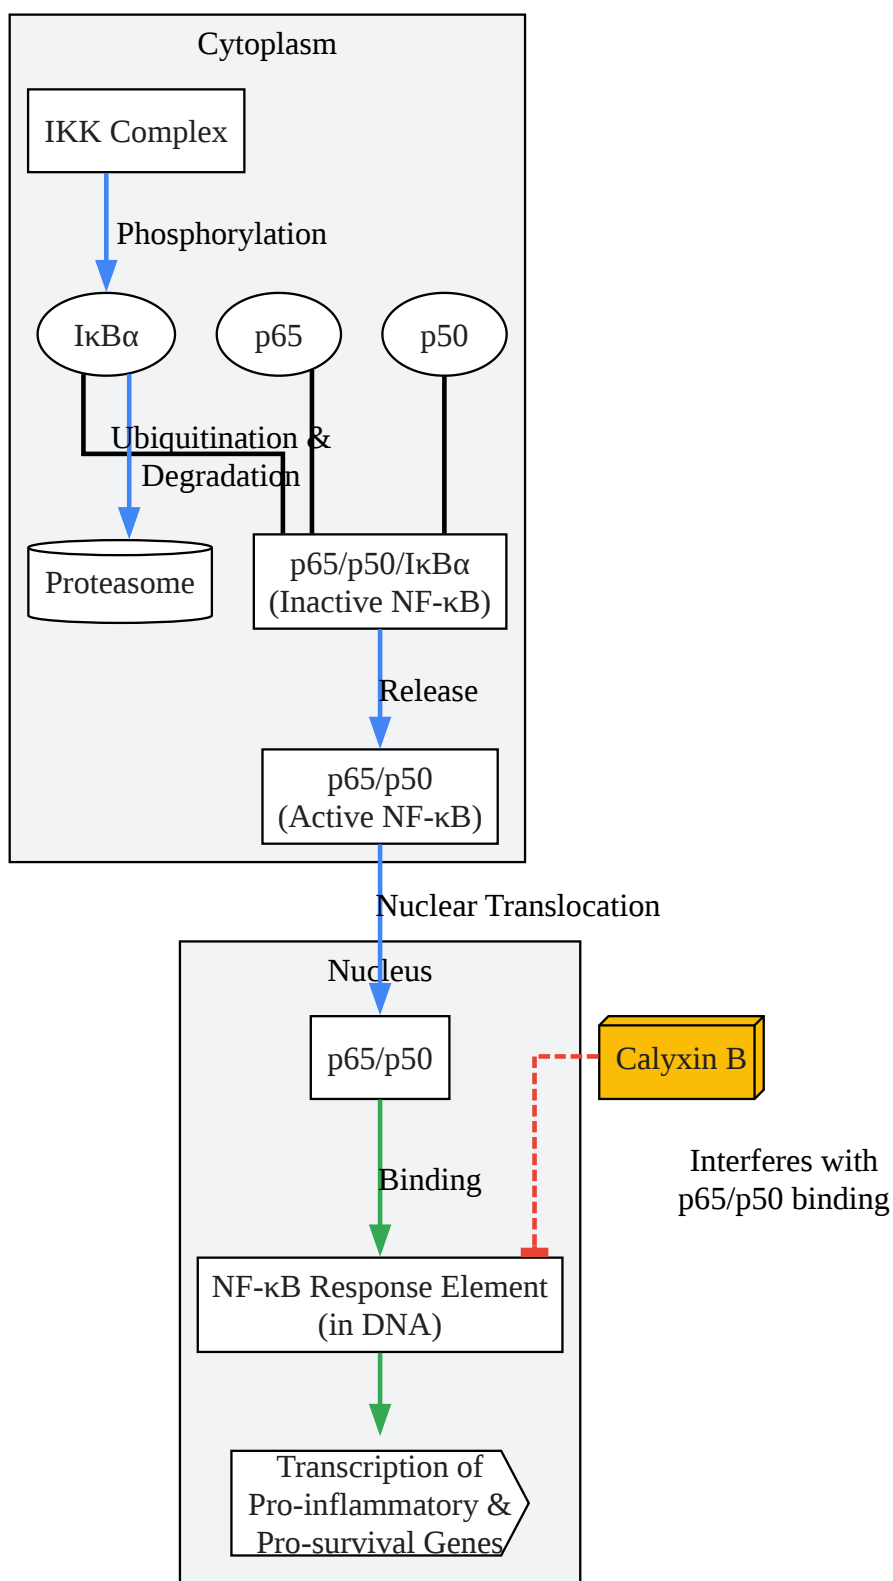 Cytoplasm
IKK Complex
Phosphorylation
IκBα
p65
p50
Ubiquitination &
Degradation
Proteasome
p65/p50/IκBα
(Inactive NF-κB)
Release
p65/p50
(Active NF-κB)
Nuclear Translocation
Nucleus
p65/p50
Calyxin B
Interferes with
p65/p50 binding
Binding
NF-κB Response Element
(in DNA)
Transcription of
Pro-inflammatory &
Pro-survival Genes